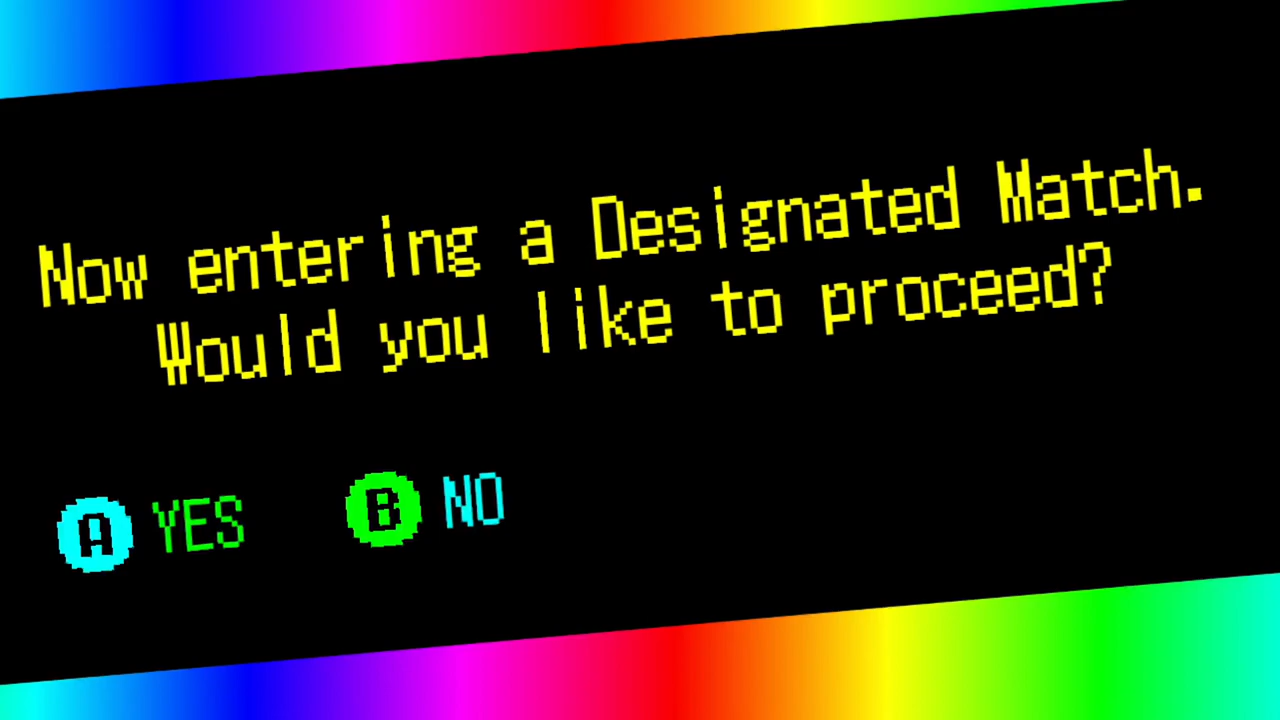 Now entering a Designated Match.
Would you like to proceed?
A YES B NO